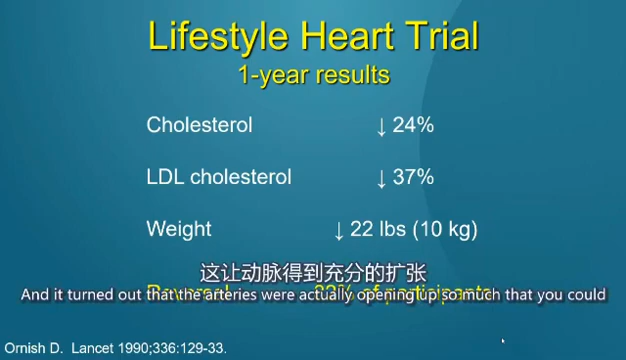 Lifestyle Heart Trial
1-year results
Cholesterol ↓ 24%
LDL cholesterol ↓ 37%
Weight ↓ 22 lbs (10 kg)
这让动脉得到充分的扩张
of participants
And it turned out that the arteries were actually opening up so much that you could
Ornish D. Lancet 1990;336:129-33.